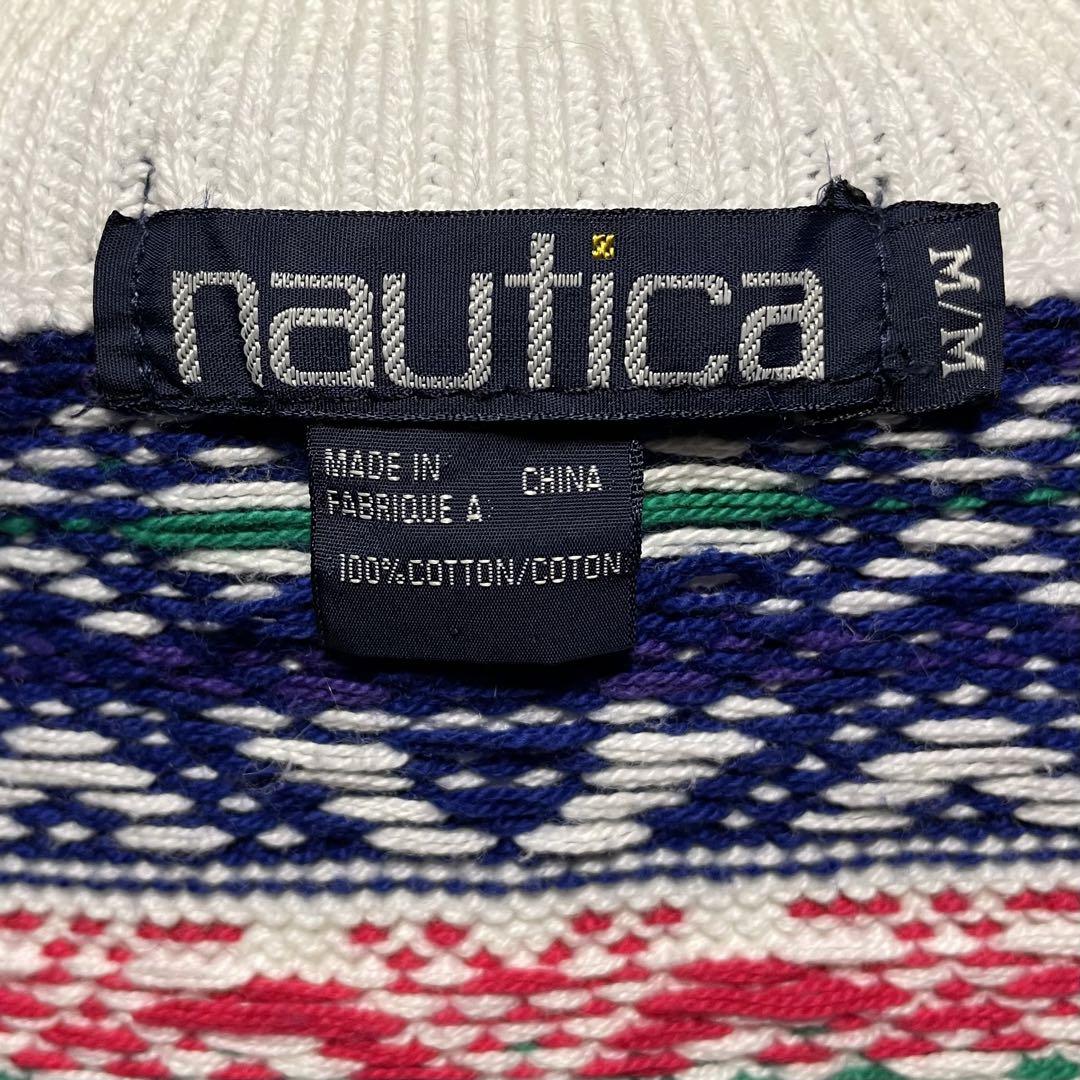 nautica
M/M
MADE IN CHINA
FABRIQUE A
100%COTTON/COTON